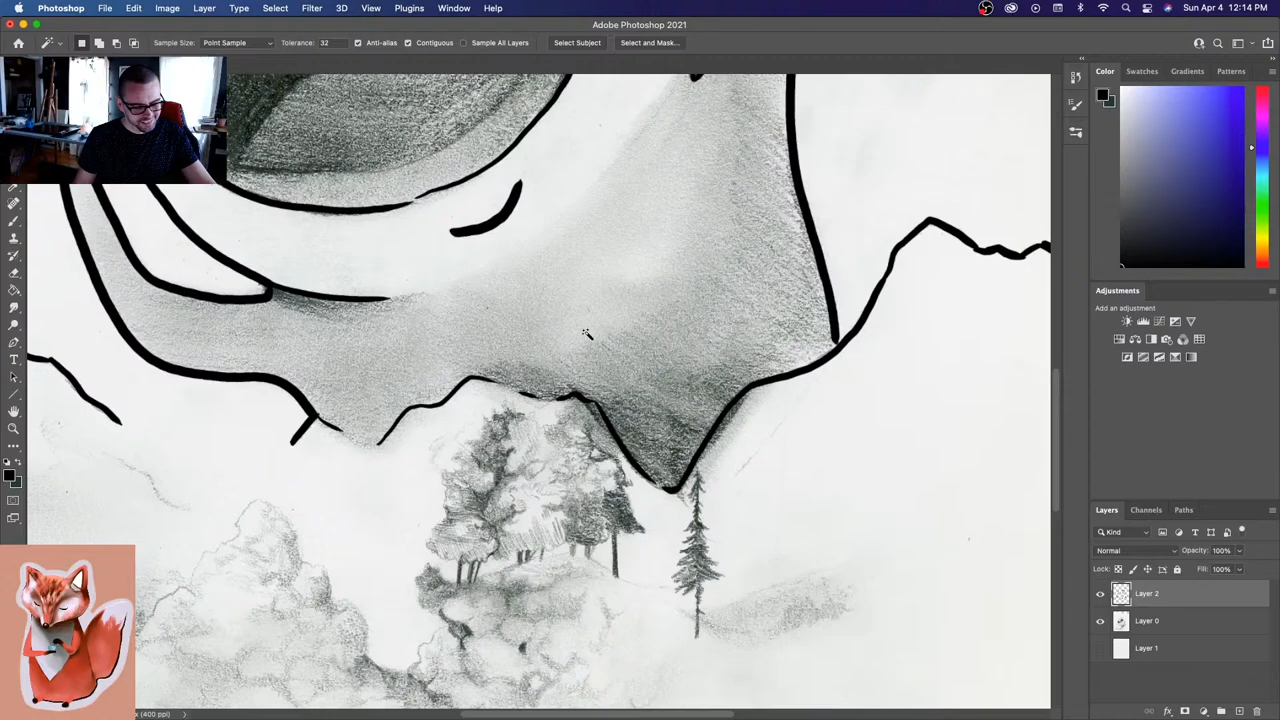 Photoshop File Edit Image Layer Type Select Filter 3D View Plugins Window Help
Sun Apr 4 12:14 PM
Adobe Photoshop 2021
Sample Size: Point Sample Tolerance: 32 Anti-alias Contiguous Sample All Layers Select Subject Select and Mask...
Color Swatches Gradients Patterns
Adjustments
Add an adjustment
Layers Channels Paths
Kind
Normal Opacity: 100%
Lock: Fill: 100%
Layer 2
Layer 0
Layer 1
(400 ppi)